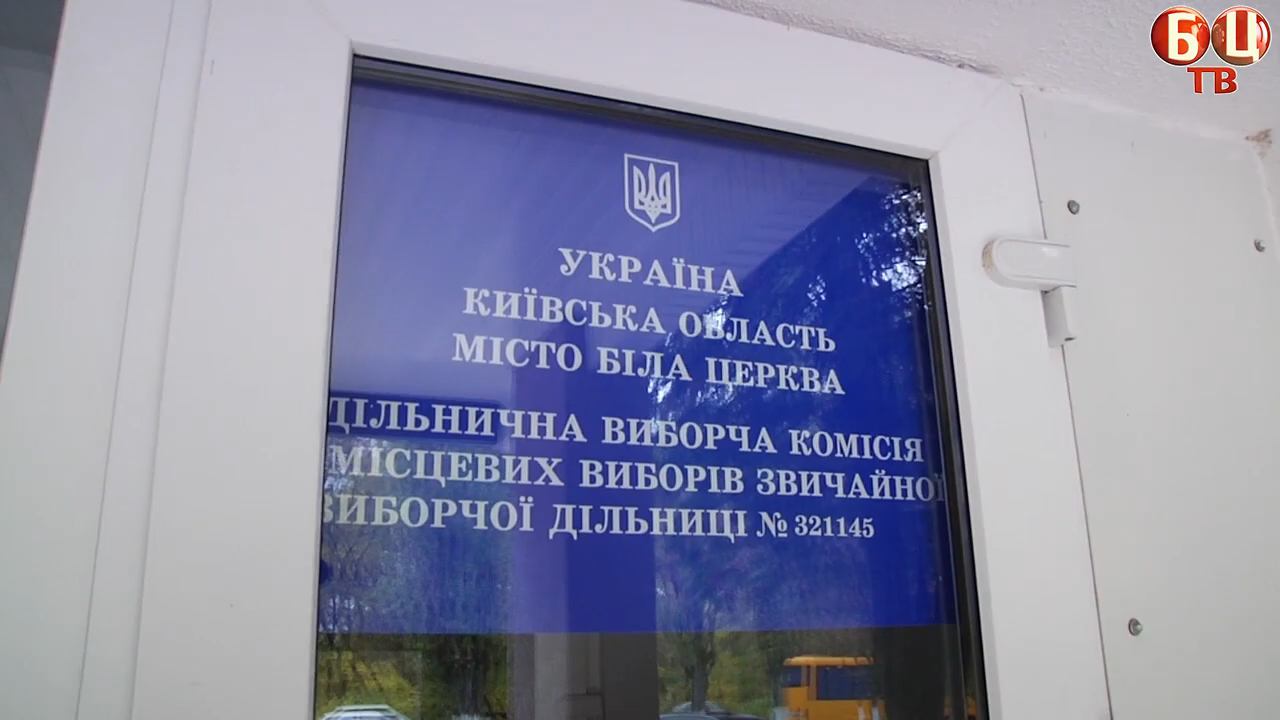 БЦ
ТВ
УКРАЇНА
КИЇВСЬКА ОБЛАСТЬ
МІСТО БІЛА ЦЕРКВА
ДІЛЬНИЧНА ВИБОРЧА КОМІСІЯ
МІСЦЕВИХ ВИБОРІВ ЗВИЧАЙНОЇ
ВИБОРЧОЇ ДІЛЬНИЦІ № 321145